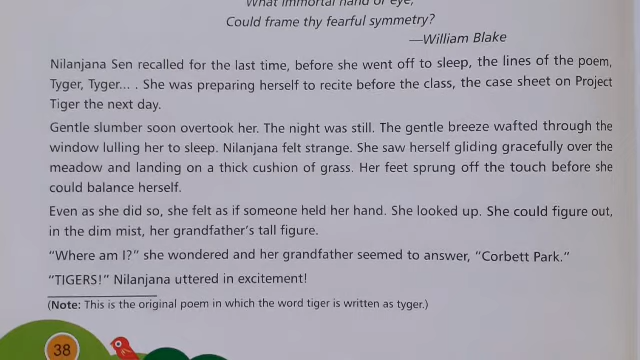 What immortal hand or eye,
Could frame thy fearful symmetry?
—William Blake
Nilanjana Sen recalled for the last time, before she went off to sleep, the lines of the poem,
Tyger, Tyger... . She was preparing herself to recite before the class, the case sheet on Project
Tiger the next day.
Gentle slumber soon overtook her. The night was still. The gentle breeze wafted through the
window lulling her to sleep. Nilanjana felt strange. She saw herself gliding gracefully over the
meadow and landing on a thick cushion of grass. Her feet sprung off the touch before she
could balance herself.
Even as she did so, she felt as if someone held her hand. She looked up. She could figure out,
in the dim mist, her grandfather's tall figure.
"Where am I?" she wondered and her grandfather seemed to answer, "Corbett Park."
"TIGERS!" Nilanjana uttered in excitement!
(Note: This is the original poem in which the word tiger is written as tyger.)
38